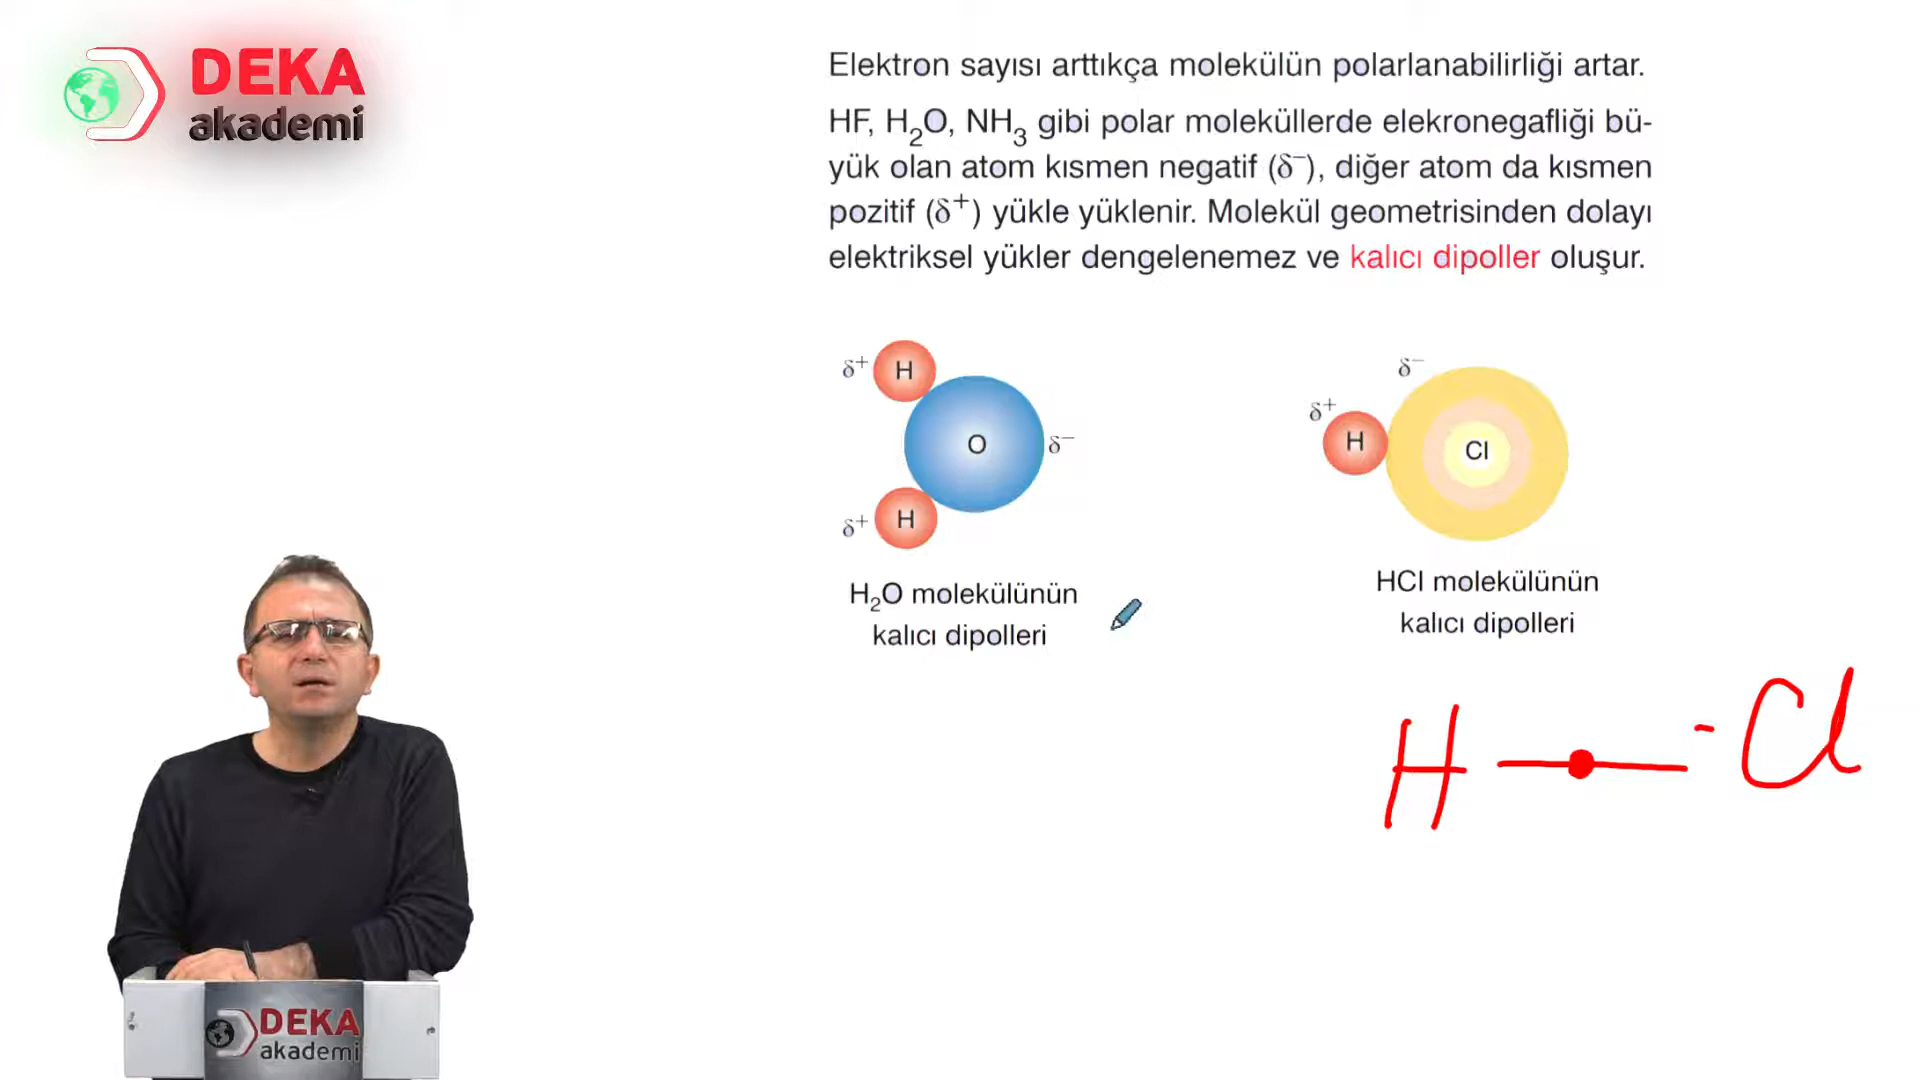 DEKA
akademi
Elektron sayısı arttıkça molekülün polarlanabilirliği artar.
HF, H₂O, NH₃ gibi polar moleküllerde elekronegafliği bü-
yük olan atom kısmen negatif (δ⁻), diğer atom da kısmen
pozitif (δ⁺) yükle yüklenir. Molekül geometrisinden dolayı
elektriksel yükler dengelenemez ve kalıcı dipoller oluşur.
δ⁺ H
O δ⁻
δ⁺ H
H₂O molekülünün
kalıcı dipolleri
δ⁻
δ⁺
H Cl
HCl molekülünün
kalıcı dipolleri
H — - Cl
DEKA
akademi